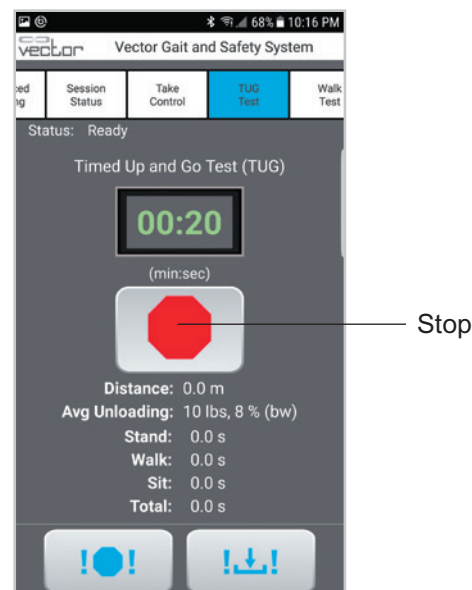 68% 10:16 PM
vector Vector Gait and Safety System
ced Session Take TUG Walk
ng Status Control Test Test
Status: Ready
Timed Up and Go Test (TUG)
00:20
(min:sec)
Stop
Distance: 0.0 m
Avg Unloading: 10 lbs, 8 % (bw)
Stand: 0.0 s
Walk: 0.0 s
Sit: 0.0 s
Total: 0.0 s
! !
! !